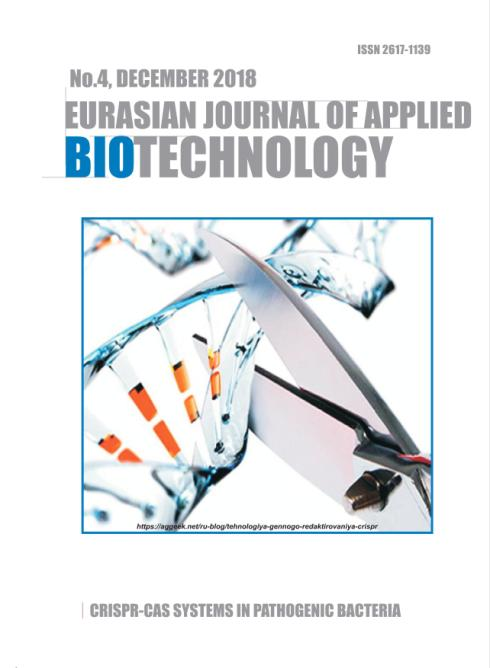 ISSN 2617-1139
No.4, DECEMBER 2018
EURASIAN JOURNAL OF APPLIED
BIOTECHNOLOGY
https://aggeek.net/ru-blog/tehnologiya-gennogo-redaktirovaniya-crispr
CRISPR-CAS SYSTEMS IN PATHOGENIC BACTERIA